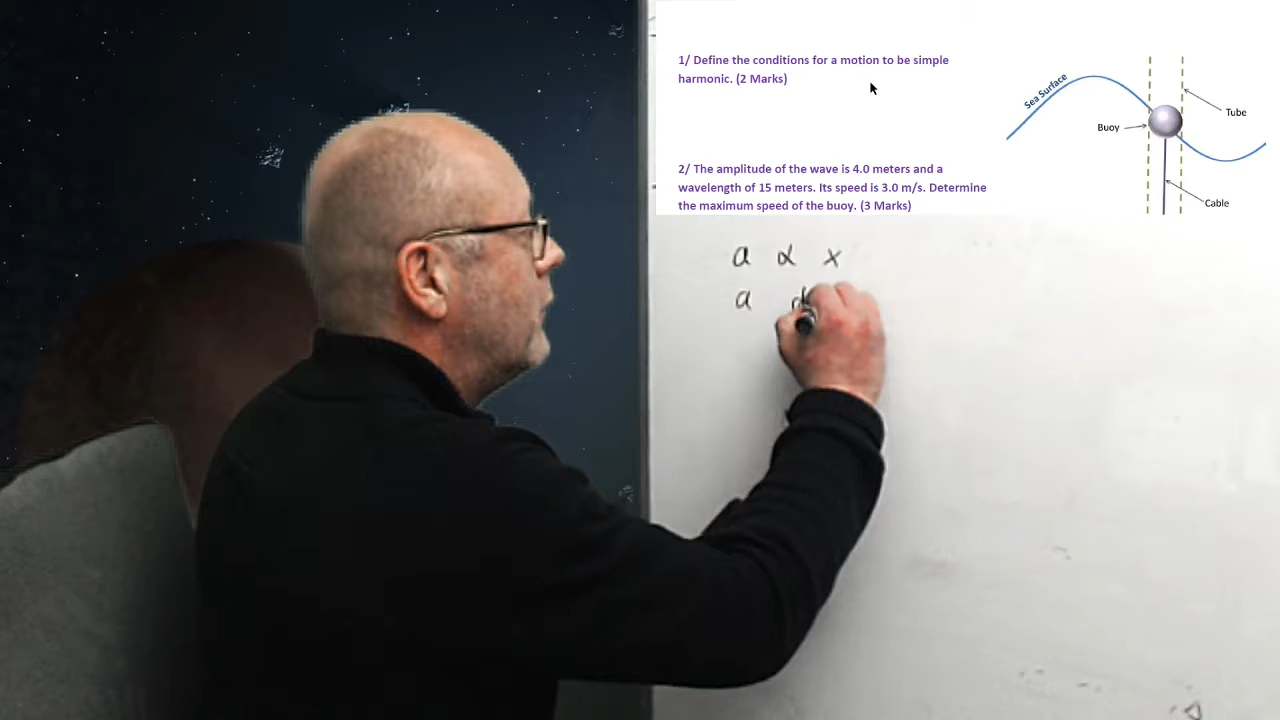 1/ Define the conditions for a motion to be simple
harmonic. (2 Marks)
Sea Surface
Buoy
Tube
Cable
2/ The amplitude of the wave is 4.0 meters and a
wavelength of 15 meters. Its speed is 3.0 m/s. Determine
the maximum speed of the buoy. (3 Marks)
a α x
a d